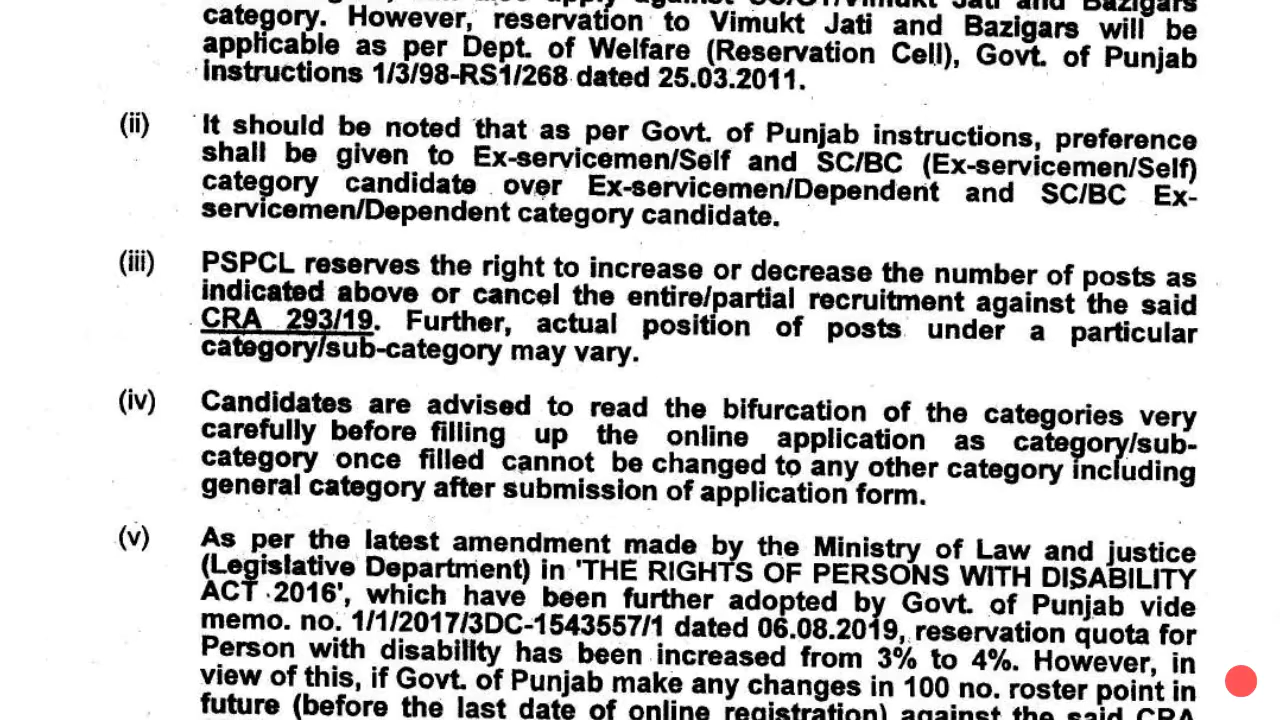 and Bazigars
category. However, reservation to Vimukt Jati and Bazigars will be
applicable as per Dept. of Welfare (Reservation Cell), Govt. of Punjab
instructions 1/3/98-RS1/268 dated 25.03.2011.
(ii) It should be noted that as per Govt. of Punjab instructions, preference
shall be given to Ex-servicemen/Self and SC/BC (Ex-servicemen/Self)
category candidate over Ex-servicemen/Dependent and SC/BC Ex-
servicemen/Dependent category candidate.
(iii) PSPCL reserves the right to increase or decrease the number of posts as
indicated above or cancel the entire/partial recruitment against the said
CRA 293/19. Further, actual position of posts under a particular
category/sub-category may vary.
(iv) Candidates are advised to read the bifurcation of the categories very
carefully before filling up the online application as category/sub-
category once filled cannot be changed to any other category including
general category after submission of application form.
(v) As per the latest amendment made by the Ministry of Law and justice
(Legislative Department) in 'THE RIGHTS OF PERSONS WITH DISABILITY
ACT 2016', which have been further adopted by Govt. of Punjab vide
memo. no. 1/1/2017/3DC-1543557/1 dated 06.08.2019, reservation quota for
Person with disability has been increased from 3% to 4%. However, in
view of this, if Govt. of Punjab make any changes in 100 no. roster point in
future (before the last date of online registration) against the said CRA